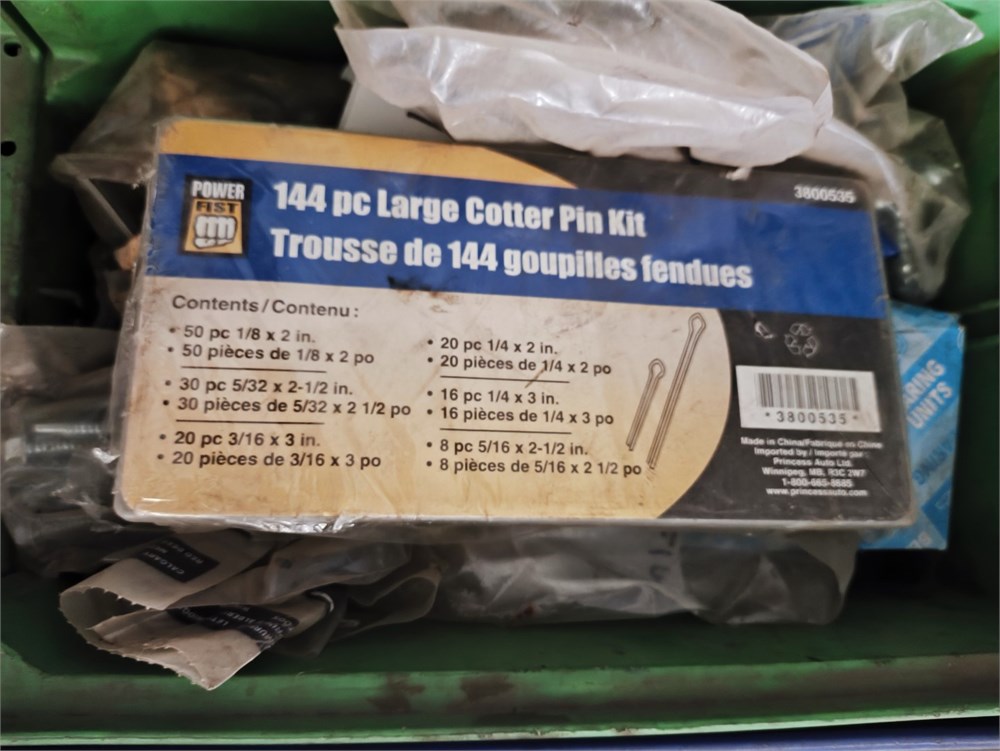 POWER
FIST
3800535
144 pc Large Cotter Pin Kit
Trousse de 144 goupilles fendues
Contents / Contenu :
• 50 pc 1/8 x 2 in.
• 50 pièces de 1/8 x 2 po
• 30 pc 5/32 x 2-1/2 in.
• 30 pièces de 5/32 x 2 1/2 po
• 20 pc 3/16 x 3 in.
• 20 pièces de 3/16 x 3 po
• 20 pc 1/4 x 2 in.
• 20 pièces de 1/4 x 2 po
• 16 pc 1/4 x 3 in.
• 16 pièces de 1/4 x 3 po
• 8 pc 5/16 x 2-1/2 in.
• 8 pièces de 5/16 x 2 1/2 po
*3800535*
Made in China/Fabriqué en Chine
Imported by / Importé par :
Princess Auto Ltd.
Winnipeg, MB. R3C 2W7
1-800-665-8685
www.princessauto.com
UNITS
CALGARY